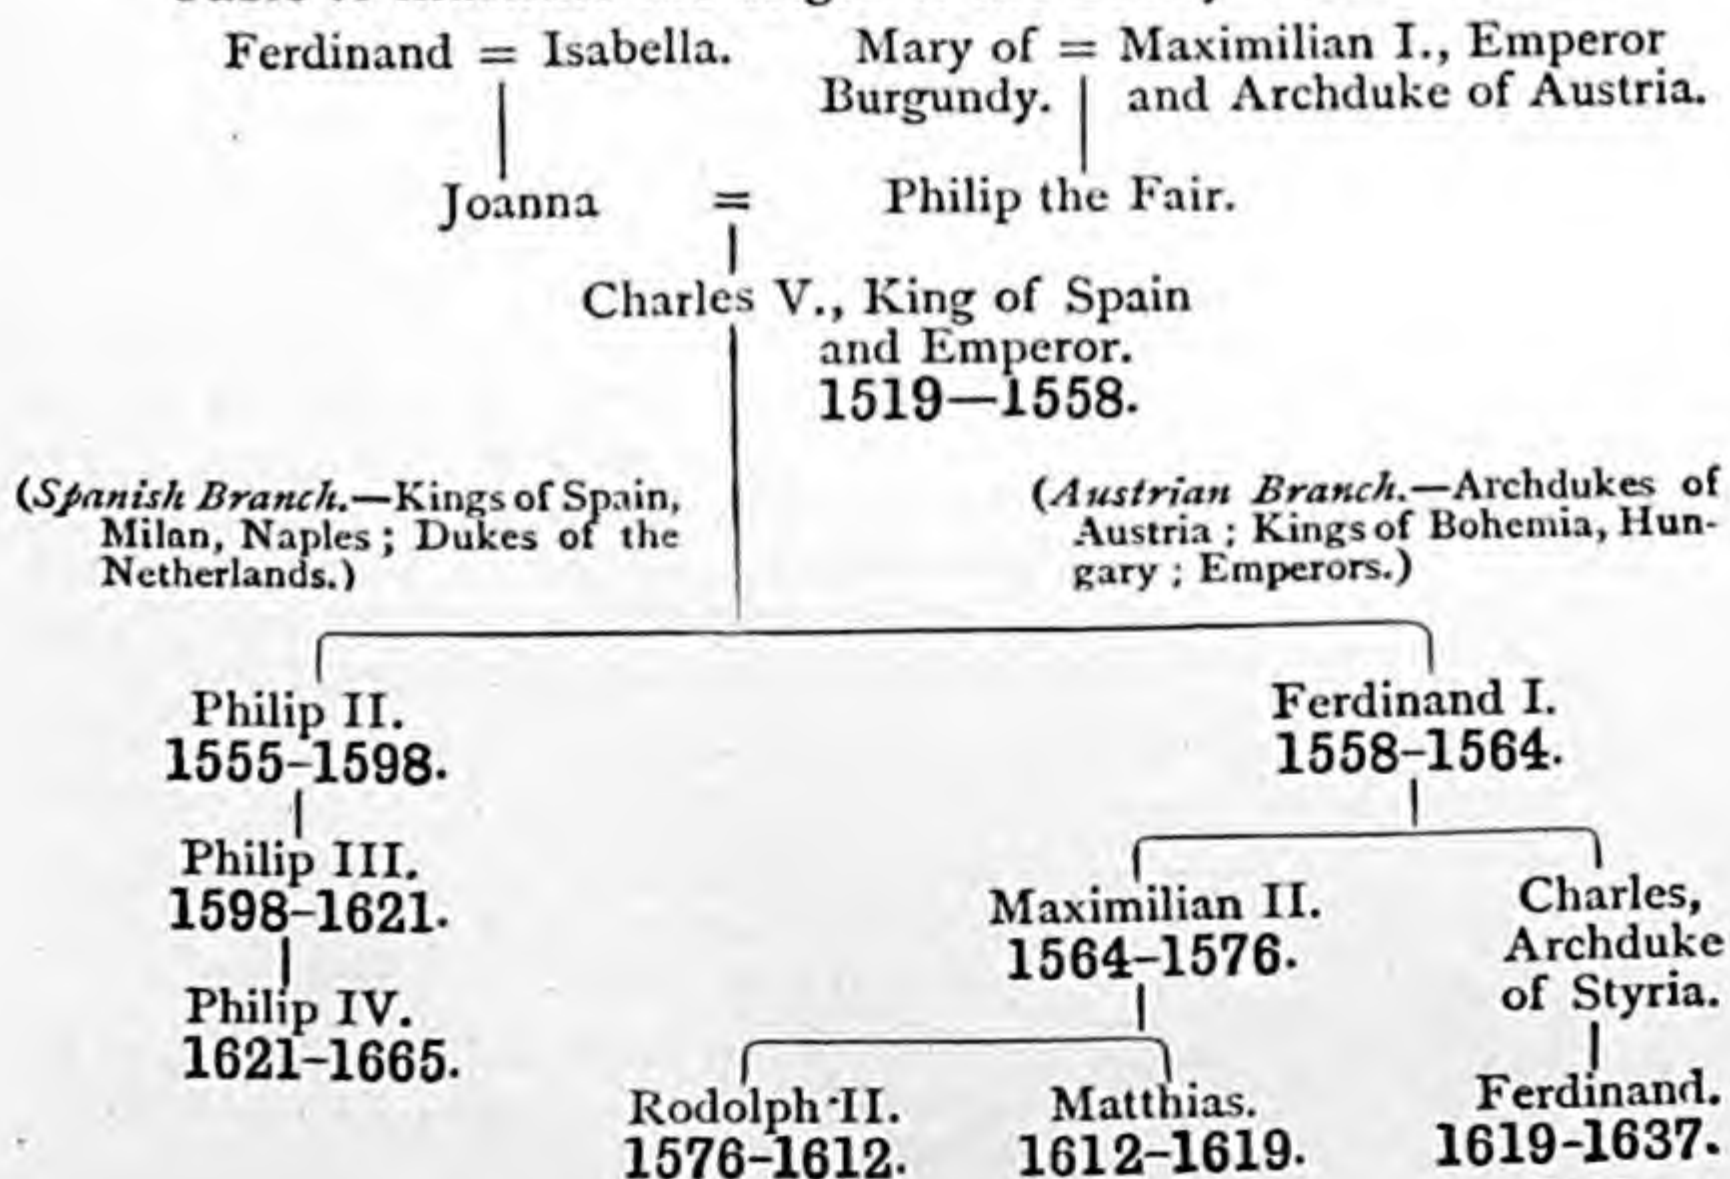 Ferdinand = Isabella.
Mary of = Maximilian I., Emperor
Burgundy. and Archduke of Austria.
Joanna = Philip the Fair.
Charles V., King of Spain
and Emperor.
1519—1558.
(Spanish Branch.—Kings of Spain,
Milan, Naples; Dukes of the
Netherlands.)
(Austrian Branch.—Archdukes of
Austria; Kings of Bohemia, Hun-
gary; Emperors.)
Philip II.
1555-1598.
Ferdinand I.
1558-1564.
Philip III.
1598-1621.
Maximilian II.
1564-1576.
Charles,
Archduke
of Styria.
Philip IV.
1621-1665.
Rodolph II.
1576-1612.
Matthias.
1612-1619.
Ferdinand.
1619-1637.